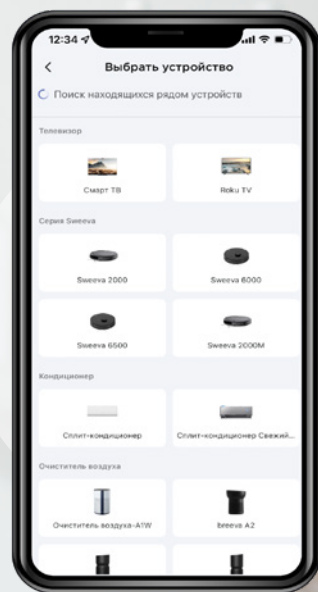 12:34
Выбрать устройство
Поиск находящихся рядом устройств
Телевизор
Смарт ТВ
Roku TV
Серия Sweeva
Sweeva 2000
Sweeva 6000
Sweeva 6500
Sweeva 2000M
Кондиционер
Сплит-кондиционер
Сплит-кондиционер Свежий...
Очиститель воздуха
Очиститель воздуха-A1W
breeva A2